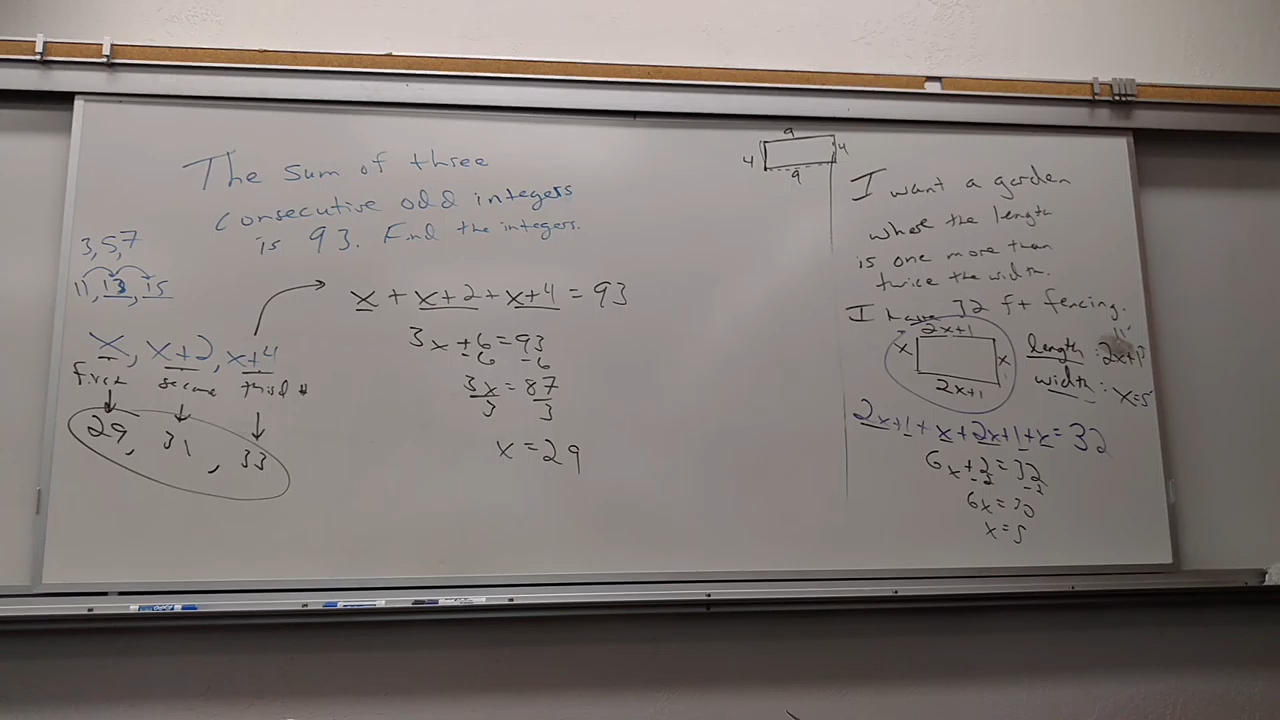 The sum of three
consecutive odd integers
is 93. Find the integers.
3, 5, 7
11, 13, 15
x, x+2, x+4
first second third #
29, 31, 33
x + x+2 + x+4 = 93
3x + 6 = 93
-6 -6
3x = 87
3 3
x = 29
9
4 4
9
I want a garden
where the length
is one more than
twice the width.
I have 32 ft fencing.
2x+1
x x
2x+1
11'
length : 2x+1
width : x=5
2x+1 + x + 2x+1 + x = 32
6x + 2 = 32
-2 -2
6x = 30
x = 5